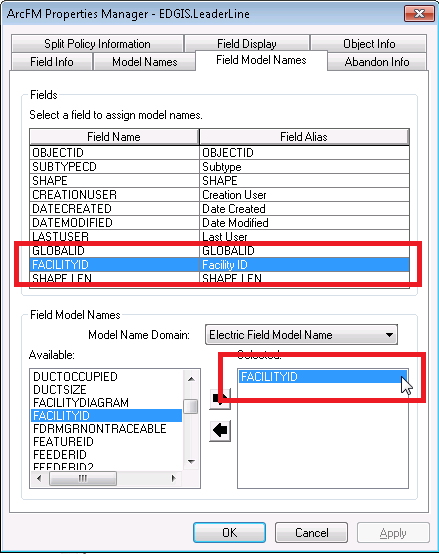 ArcFM Properties Manager - EDGIS.LeaderLine
Split Policy Information Field Display Object Info
Field Info Model Names Field Model Names Abandon Info
Fields
Select a field to assign model names.
Field Name Field Alias
OBJECTID OBJECTID
SUBTYPECD Subtype
SHAPE SHAPE
CREATIONUSER Creation User
DATECREATED Date Created
DATEMODIFIED Date Modified
LASTUSER Last User
GLOBALID GLOBALID
FACILITYID Facility ID
SHAPE.LEN SHAPE.LEN
Field Model Names
Model Name Domain: Electric Field Model Name
Available: Selected:
DUCTOCCUPIED FACILITYID
DUCTSIZE
FACILITYDIAGRAM
FACILITYID
FDRMGRNONTRACEABLE
FEATUREID
FEEDERID
FEEDERID2
OK Cancel Apply